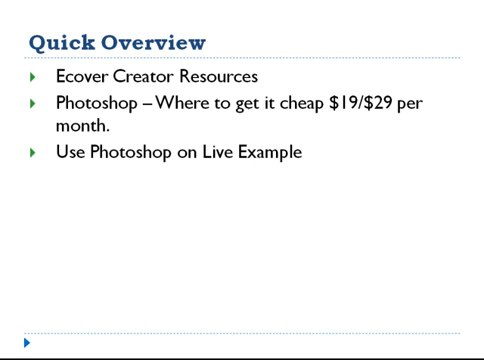 Quick Overview
Ecover Creator Resources
Photoshop – Where to get it cheap $19/$29 per
month.
Use Photoshop on Live Example